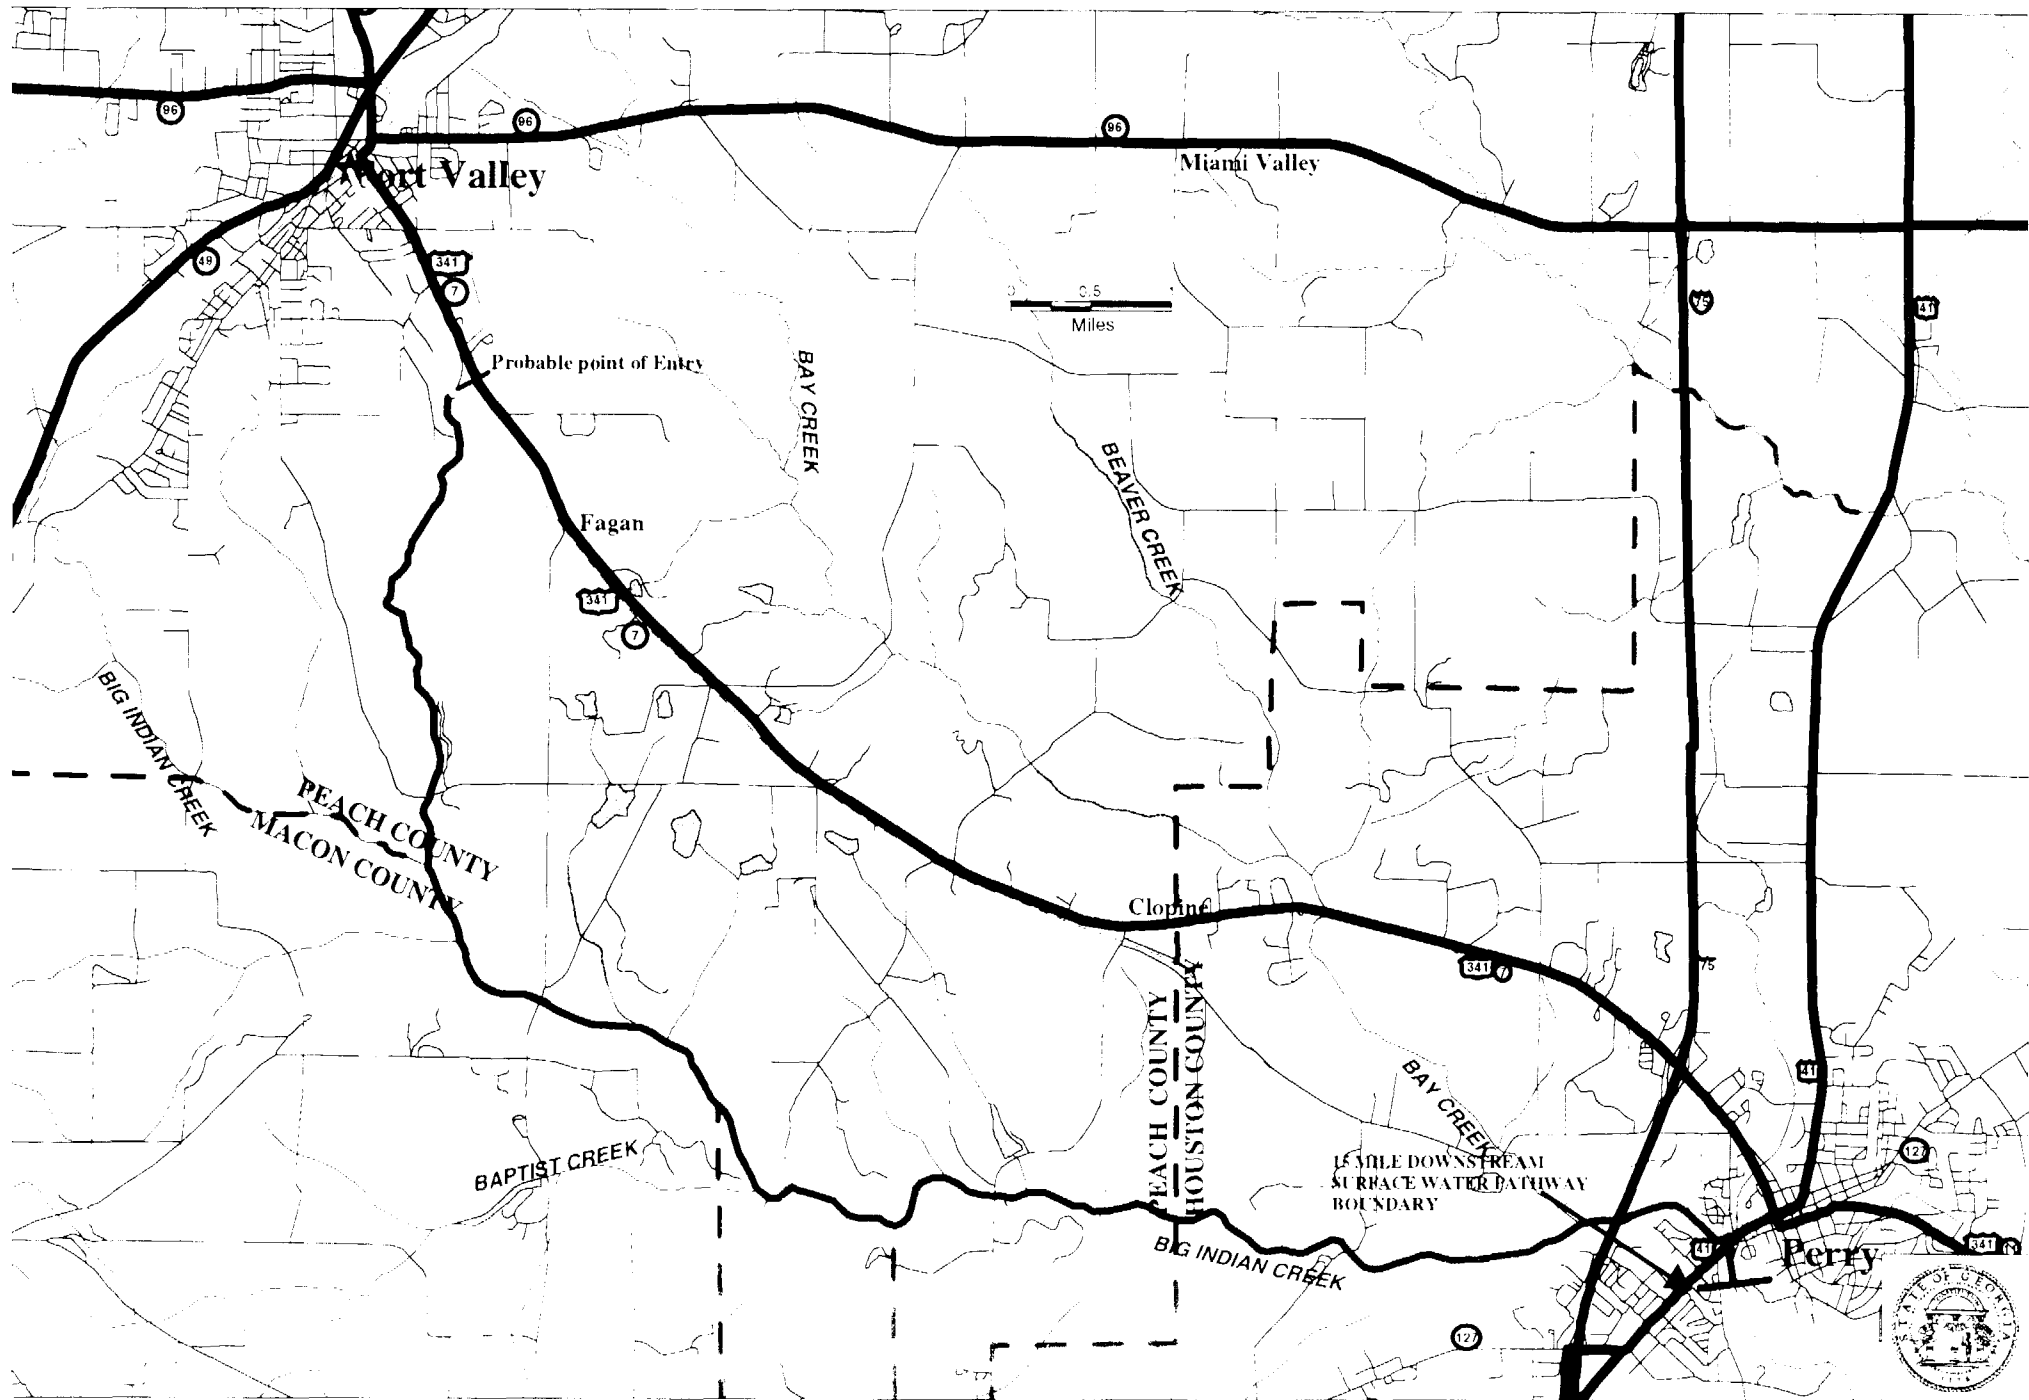 96
96
96
Miami Valley
Fort Valley
49
341
7
0
0.5
Miles
75
41
Probable point of Entry
BAY CREEK
BEAVER CREEK
Fagan
341
7
BIG INDIAN CREEK
PEACH COUNTY
MACON COUNTY
Clopine
341
7
75
PEACH COUNTY
HOUSTON COUNTY
BAY CREEK
41
127
BAPTIST CREEK
15 MILE DOWNSTREAM
SURFACE WATER PATHWAY
BOUNDARY
BIG INDIAN CREEK
41
Perry
341
127
STATE OF GEORGIA